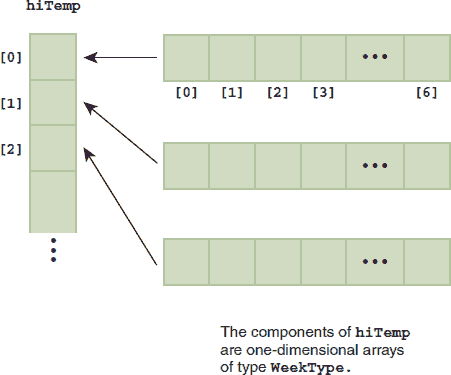 hiTemp
[0]
[1]
[2]
[0] [1] [2] [3] [6]
The components of hiTemp
are one-dimensional arrays
of type WeekType.